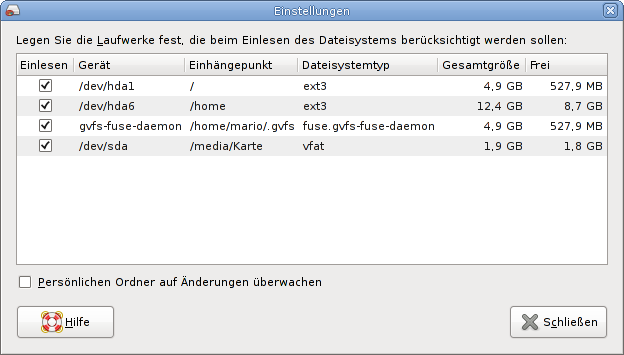 Einstellungen
Legen Sie die Laufwerke fest, die beim Einlesen des Dateisystems berücksichtigt werden sollen:
Einlesen Gerät Einhängepunkt Dateisystemtyp Gesamtgröße Frei
/dev/hda1 / ext3 4,9 GB 527,9 MB
/dev/hda6 /home ext3 12,4 GB 8,7 GB
gvfs-fuse-daemon /home/mario/.gvfs fuse.gvfs-fuse-daemon 4,9 GB 527,9 MB
/dev/sda /media/Karte vfat 1,9 GB 1,8 GB
Persönlichen Ordner auf Änderungen überwachen
Hilfe Schließen